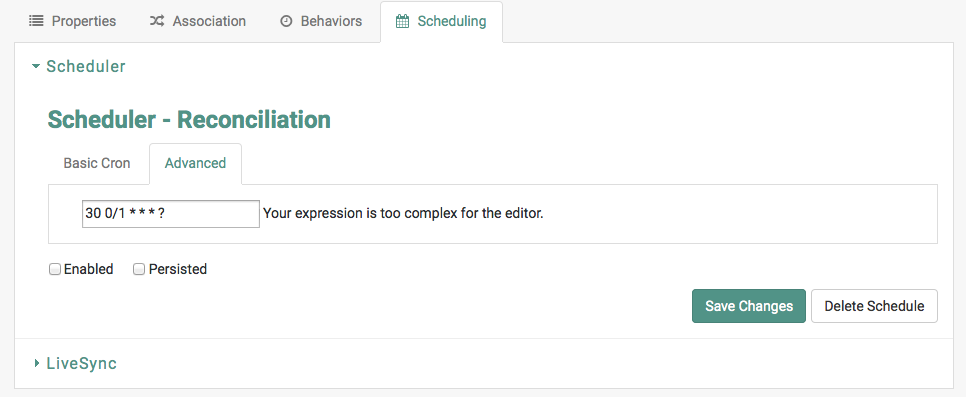 Properties Association Behaviors Scheduling
Scheduler
Scheduler - Reconciliation
Basic Cron Advanced
30 0/1 * * * ? Your expression is too complex for the editor.
Enabled Persisted
Save Changes Delete Schedule
LiveSync